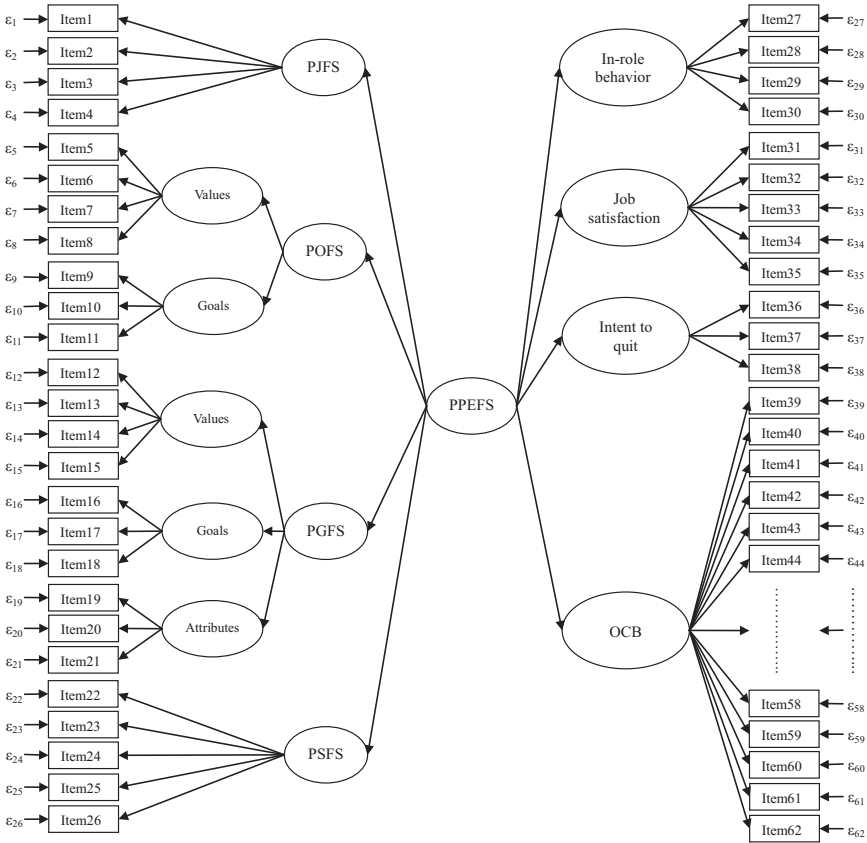 ε1 Item1
ε2 Item2
ε3 Item3
ε4 Item4
PJFS
ε5 Item5
ε6 Item6
ε7 Item7
ε8 Item8
Values
ε9 Item9
ε10 Item10
ε11 Item11
Goals
POFS
ε12 Item12
ε13 Item13
ε14 Item14
ε15 Item15
Values
ε16 Item16
ε17 Item17
ε18 Item18
Goals
ε19 Item19
ε20 Item20
ε21 Item21
Attributes
PGFS
ε22 Item22
ε23 Item23
ε24 Item24
ε25 Item25
ε26 Item26
PSFS
PPEFS
In-role
behavior
Item27 ε27
Item28 ε28
Item29 ε29
Item30 ε30
Job
satisfaction
Item31 ε31
Item32 ε32
Item33 ε33
Item34 ε34
Item35 ε35
Intent to
quit
Item36 ε36
Item37 ε37
Item38 ε38
OCB
Item39 ε39
Item40 ε40
Item41 ε41
Item42 ε42
Item43 ε43
Item44 ε44
Item58 ε58
Item59 ε59
Item60 ε60
Item61 ε61
Item62 ε62